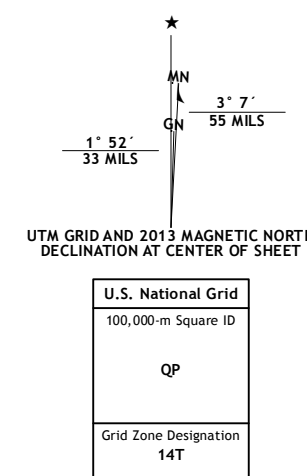 ★
MN
3° 7´
55 MILS
GN
1° 52´
33 MILS
UTM GRID AND 2013 MAGNETIC NORTH
DECLINATION AT CENTER OF SHEET
U.S. National Grid
100,000-m Square ID
QP
Grid Zone Designation
14T